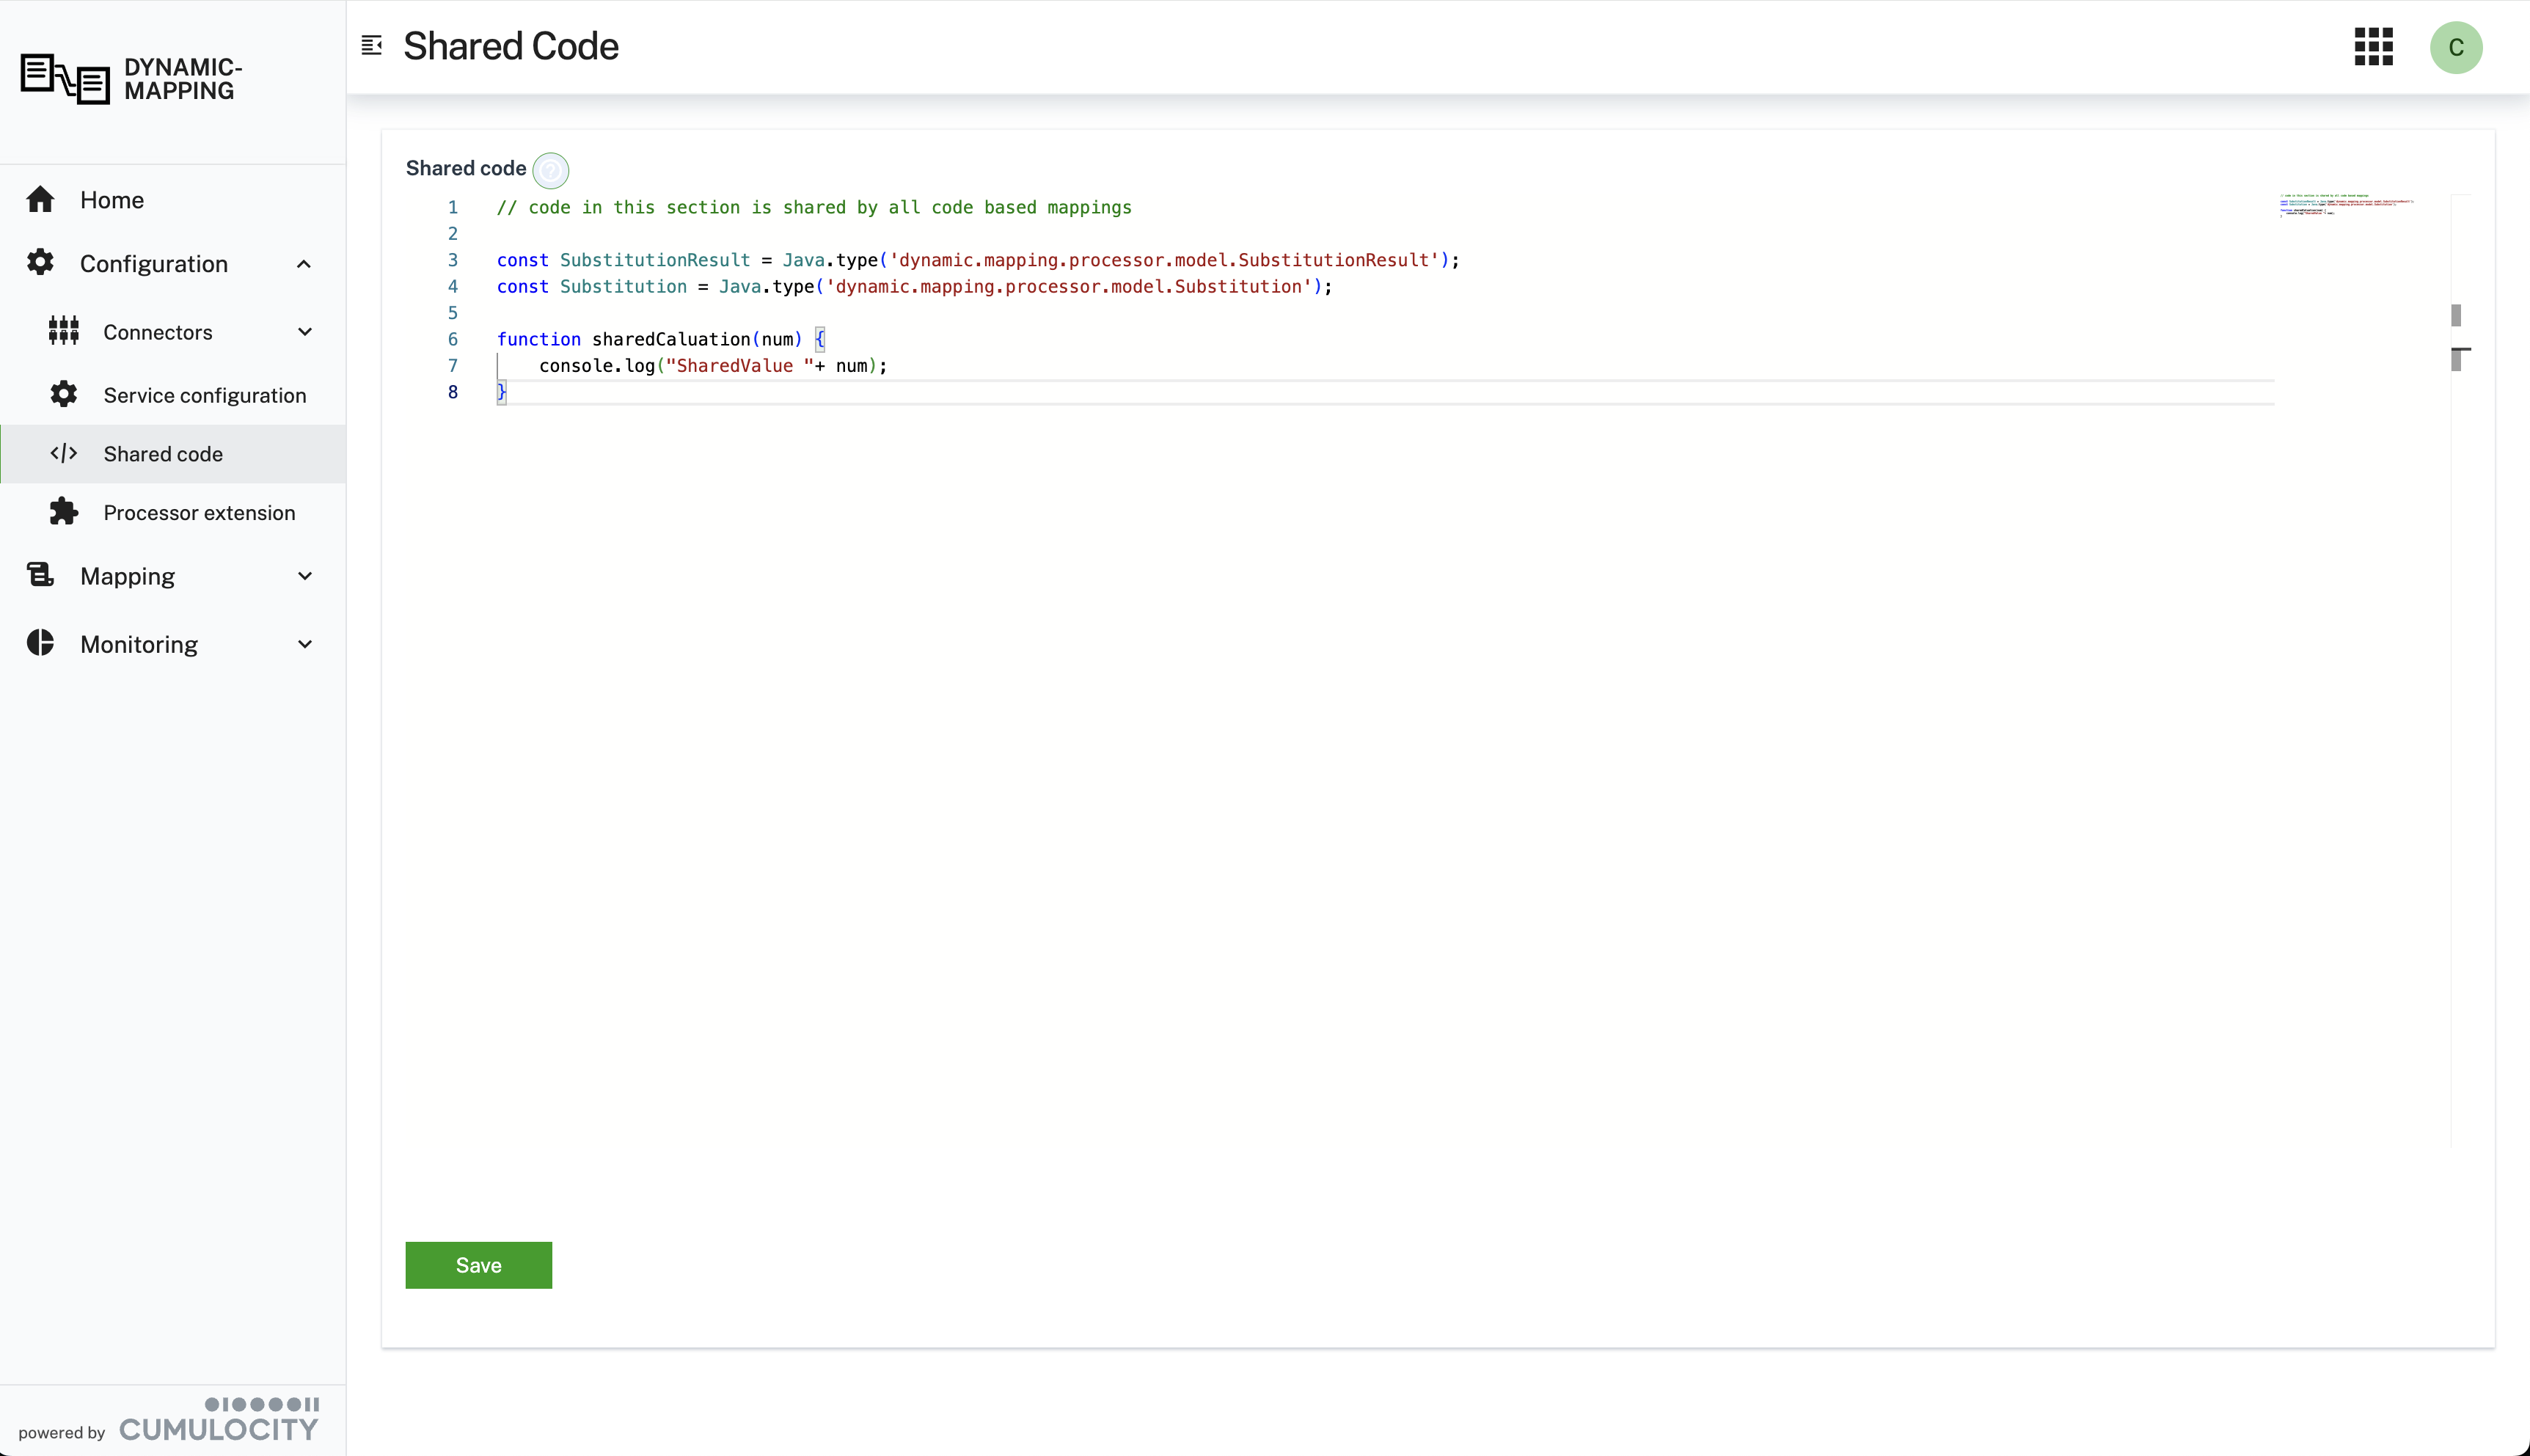 DYNAMIC-
MAPPING
Home
Configuration
Connectors
Service configuration
Shared code
Processor extension
Mapping
Monitoring
powered by
CUMULOCITY
Shared Code
C
Shared code ?
1 // code in this section is shared by all code based mappings
2
3 const SubstitutionResult = Java.type('dynamic.mapping.processor.model.SubstitutionResult');
4 const Substitution = Java.type('dynamic.mapping.processor.model.Substitution');
5
6 function sharedCaluation(num) {
7 console.log("SharedValue "+ num);
8 }
Save